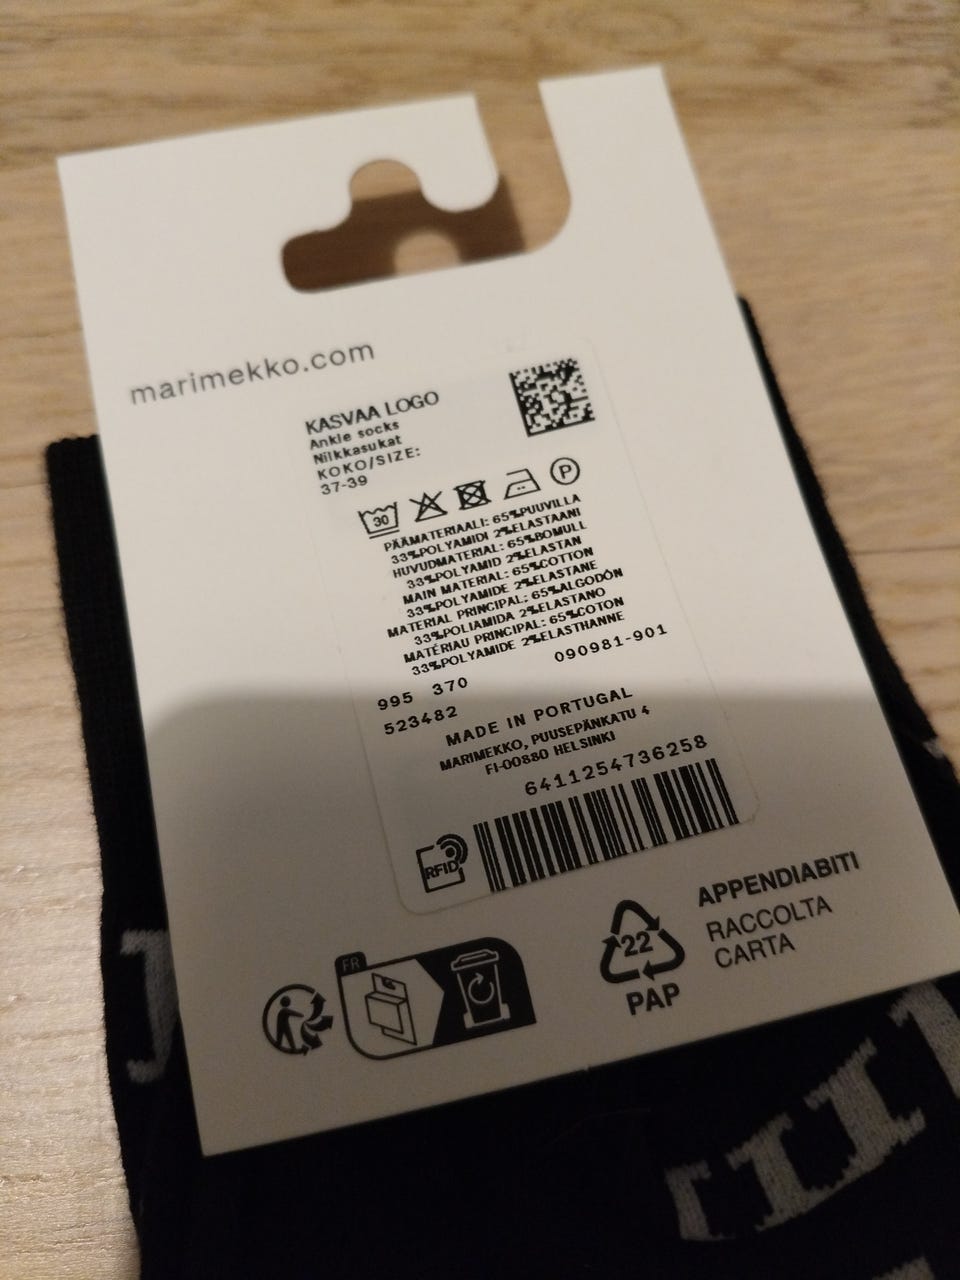 marimekko.com
KASVAA LOGO
Ankle socks
Nilkkasukat
KOKO/SIZE:
37-39
30
P
PÄÄMATERIAALI: 65%PUUVILLA
33%POLYAMIDI 2%ELASTAANI
HUVUDMATERIAL: 65%BOMULL
33%POLYAMID 2%ELASTAN
MAIN MATERIAL: 65%COTTON
33%POLYAMIDE 2%ELASTANE
MATERIAL PRINCIPAL: 65%ALGODÓN
33%POLIAMIDA 2%ELASTANO
MATÉRIAU PRINCIPAL: 65%COTON
33%POLYAMIDE 2%ELASTHANNE
995 370 090981-901
523482
MADE IN PORTUGAL
MARIMEKKO, PUUSEPÄNKATU 4
FI-00880 HELSINKI
6411254736258
RFID
FR
22
PAP
APPENDIABITI
RACCOLTA
CARTA